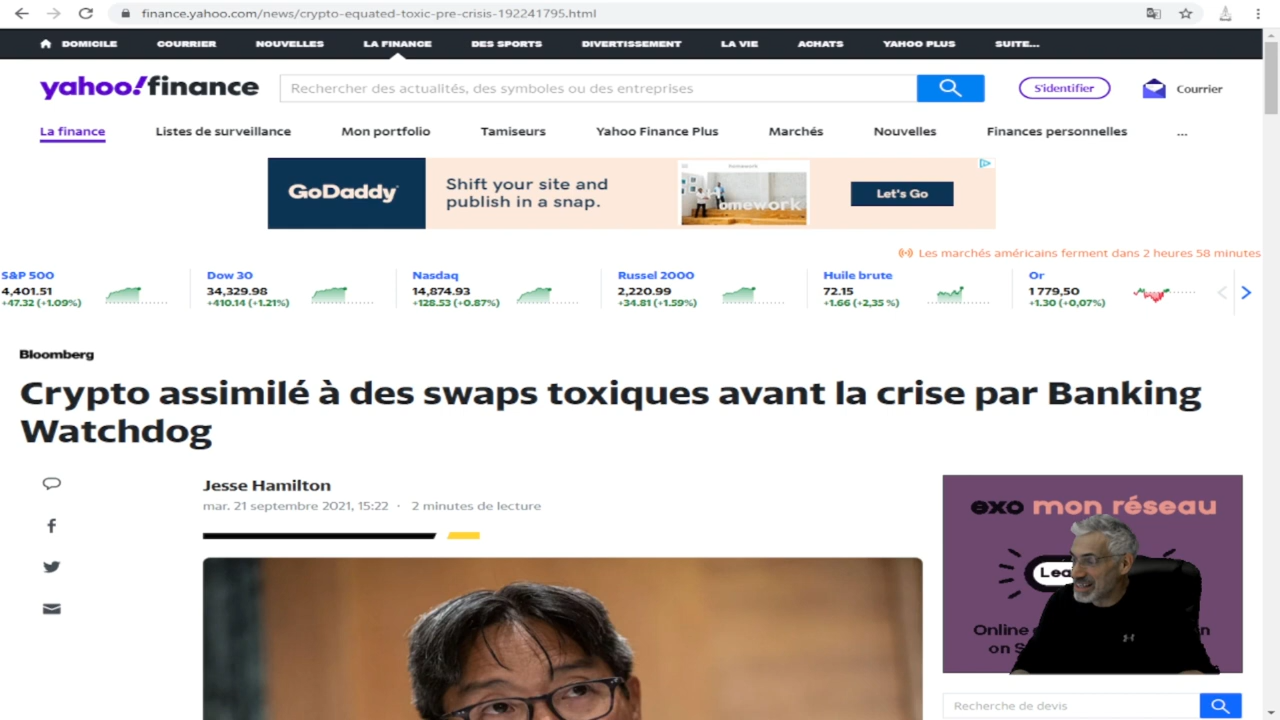 finance.yahoo.com/news/crypto-equated-toxic-pre-crisis-192241795.html
DOMICILE COURRIER NOUVELLES LA FINANCE DES SPORTS DIVERTISSEMENT LA VIE ACHATS YAHOO PLUS SUITE...
yahoo!finance
Rechercher des actualités, des symboles ou des entreprises
S'identifier
Courrier
La finance Listes de surveillance Mon portfolio Tamiseurs Yahoo Finance Plus Marchés Nouvelles Finances personnelles ...
GoDaddy
Shift your site and
publish in a snap.
homework
omework
Let's Go
Les marchés américains ferment dans 2 heures 58 minutes
S&P 500 Dow 30 Nasdaq Russel 2000 Huile brute Or
4,401.51 34,329.98 14,874.93 2,220.99 72.15 1 779,50
+47.32 (+1.09%) +410.14 (+1.21%) +128.53 (+0.87%) +34.81 (+1.59%) +1.66 (+2,35 %) +1.30 (+0,07%)
Bloomberg
Crypto assimilé à des swaps toxiques avant la crise par Banking
Watchdog
Jesse Hamilton
mar. 21 septembre 2021, 15:22 · 2 minutes de lecture
exo mon réseau
Lea
Online
n
on S
Recherche de devis